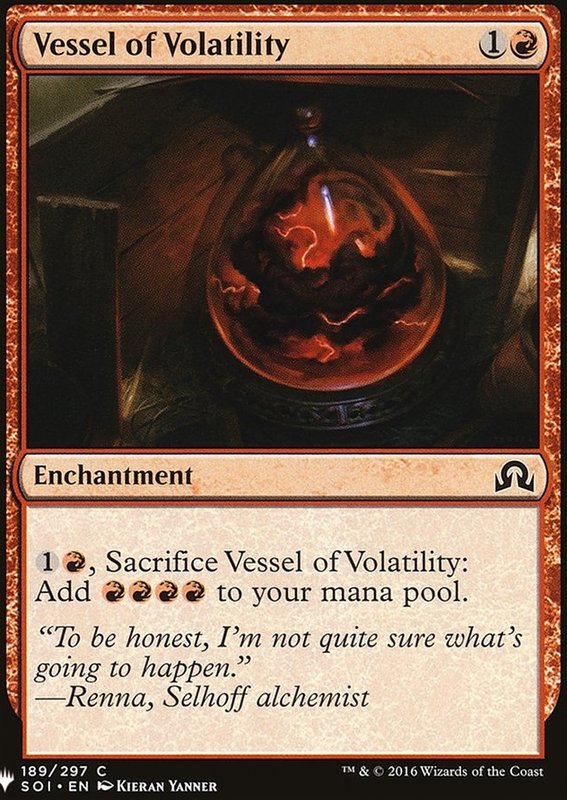 Vessel of Volatility 1
Enchantment
1, Sacrifice Vessel of Volatility:
Add to your mana pool.
“To be honest, I’m not quite sure what’s
going to happen.”
—Renna, Selhoff alchemist
189/297 C
SOI • EN Kieran Yanner
™ & © 2016 Wizards of the Coast